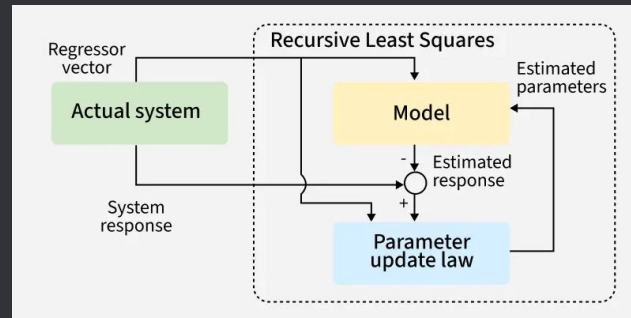 Recursive Least Squares
Regressor
vector
Estimated
parameters
Actual system
Model
-
Estimated
response
+
System
response
Parameter
update law